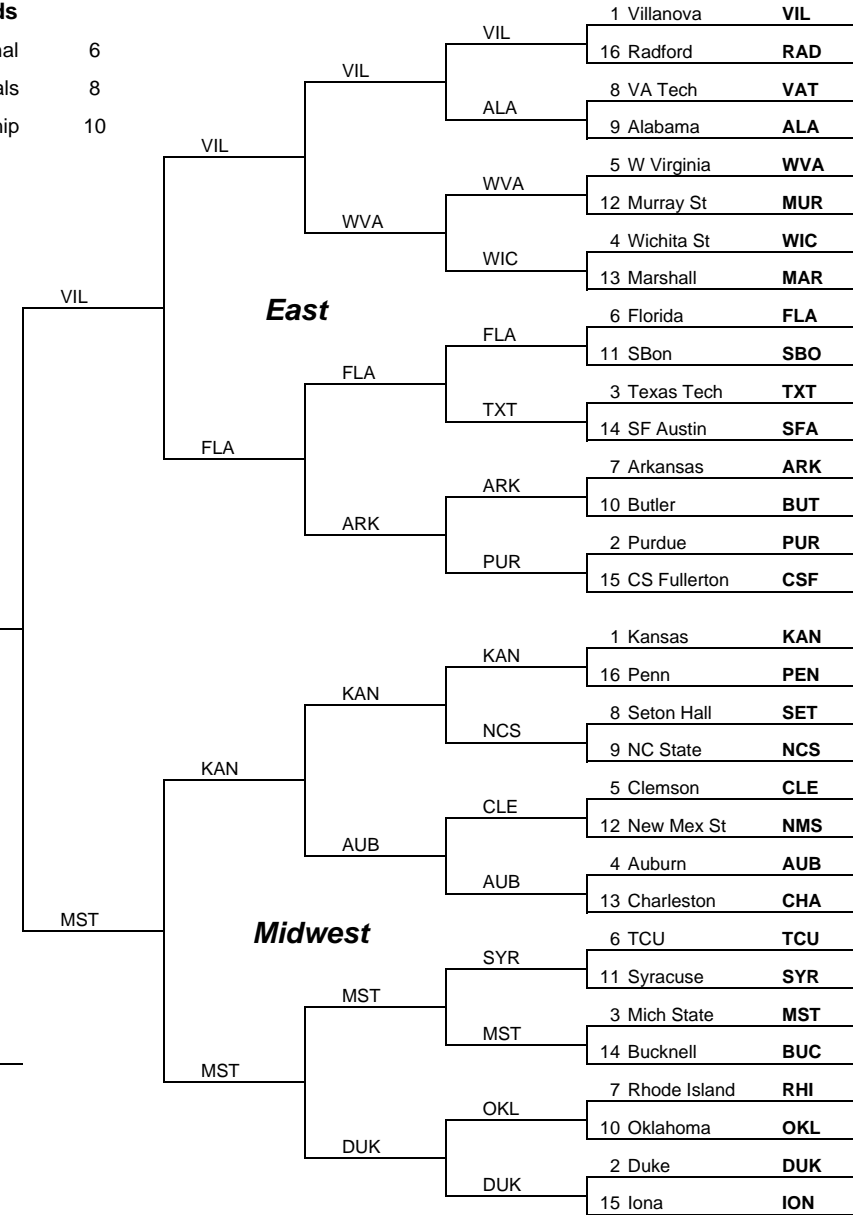 ds
1 Villanova VIL
VIL
16 Radford RAD
nal 6
VIL
als 8
8 VA Tech VAT
ALA
9 Alabama ALA
hip 10
VIL
5 W Virginia WVA
WVA
12 Murray St MUR
WVA
4 Wichita St WIC
WIC
13 Marshall MAR
VIL
East
6 Florida FLA
FLA
11 SBon SBO
FLA
3 Texas Tech TXT
TXT
14 SF Austin SFA
FLA
7 Arkansas ARK
ARK
10 Butler BUT
ARK
2 Purdue PUR
PUR
15 CS Fullerton CSF
1 Kansas KAN
KAN
16 Penn PEN
KAN
8 Seton Hall SET
NCS
9 NC State NCS
KAN
5 Clemson CLE
CLE
12 New Mex St NMS
AUB
4 Auburn AUB
AUB
13 Charleston CHA
MST
Midwest
6 TCU TCU
SYR
11 Syracuse SYR
MST
3 Mich State MST
MST
14 Bucknell BUC
MST
7 Rhode Island RHI
OKL
10 Oklahoma OKL
DUK
2 Duke DUK
DUK
15 Iona ION